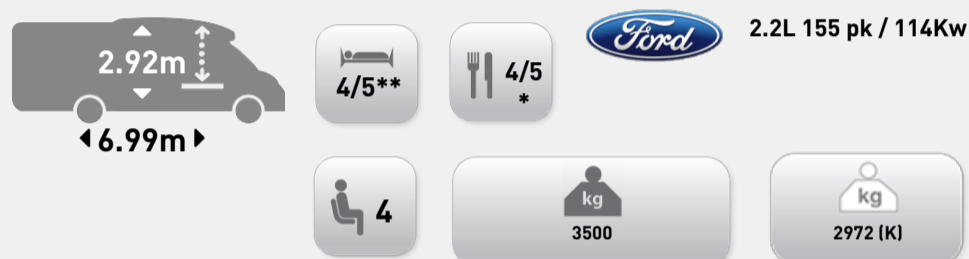 2.92m
6.99m
4/5**
4/5
*
Ford
2.2L 155 pk / 114Kw
4
kg
3500
kg
2972 (K)